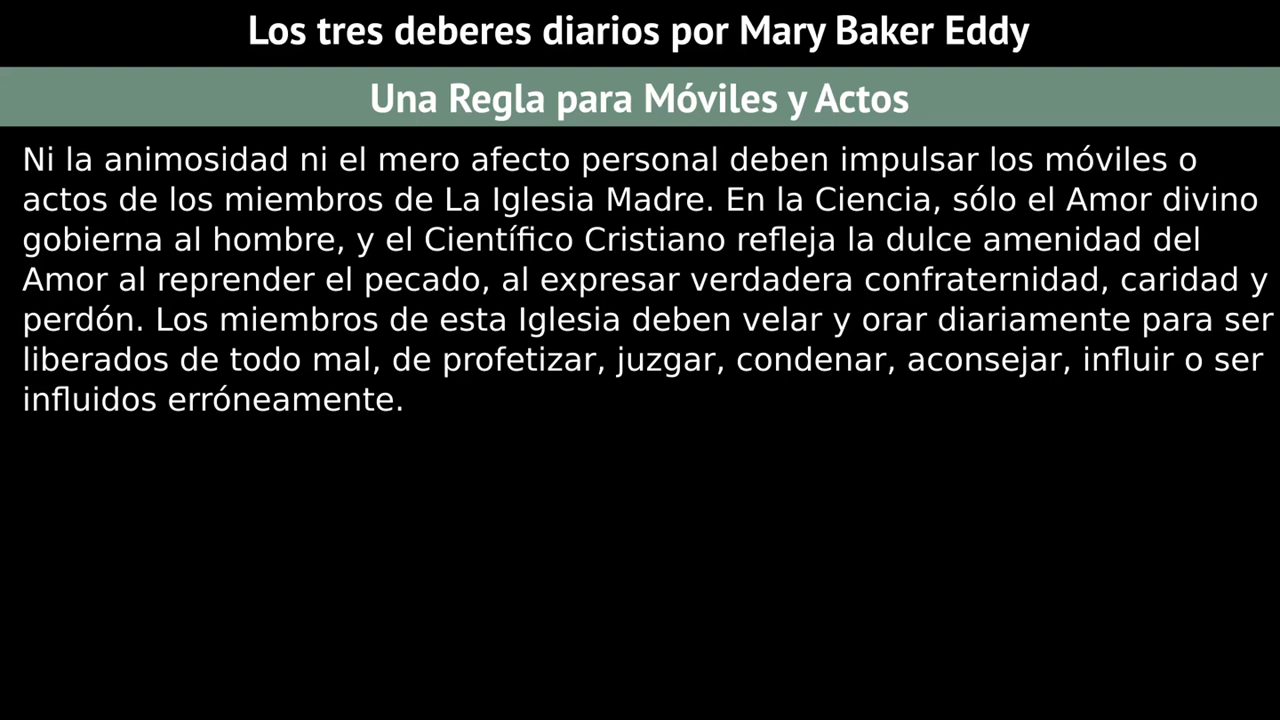 Los tres deberes diarios por Mary Baker Eddy
Una Regla para Móviles y Actos
Ni la animosidad ni el mero afecto personal deben impulsar los móviles o
actos de los miembros de La Iglesia Madre. En la Ciencia, sólo el Amor divino
gobierna al hombre, y el Científico Cristiano refleja la dulce amenidad del
Amor al reprender el pecado, al expresar verdadera confraternidad, caridad y
perdón. Los miembros de esta Iglesia deben velar y orar diariamente para ser
liberados de todo mal, de profetizar, juzgar, condenar, aconsejar, influir o ser
influidos erróneamente.